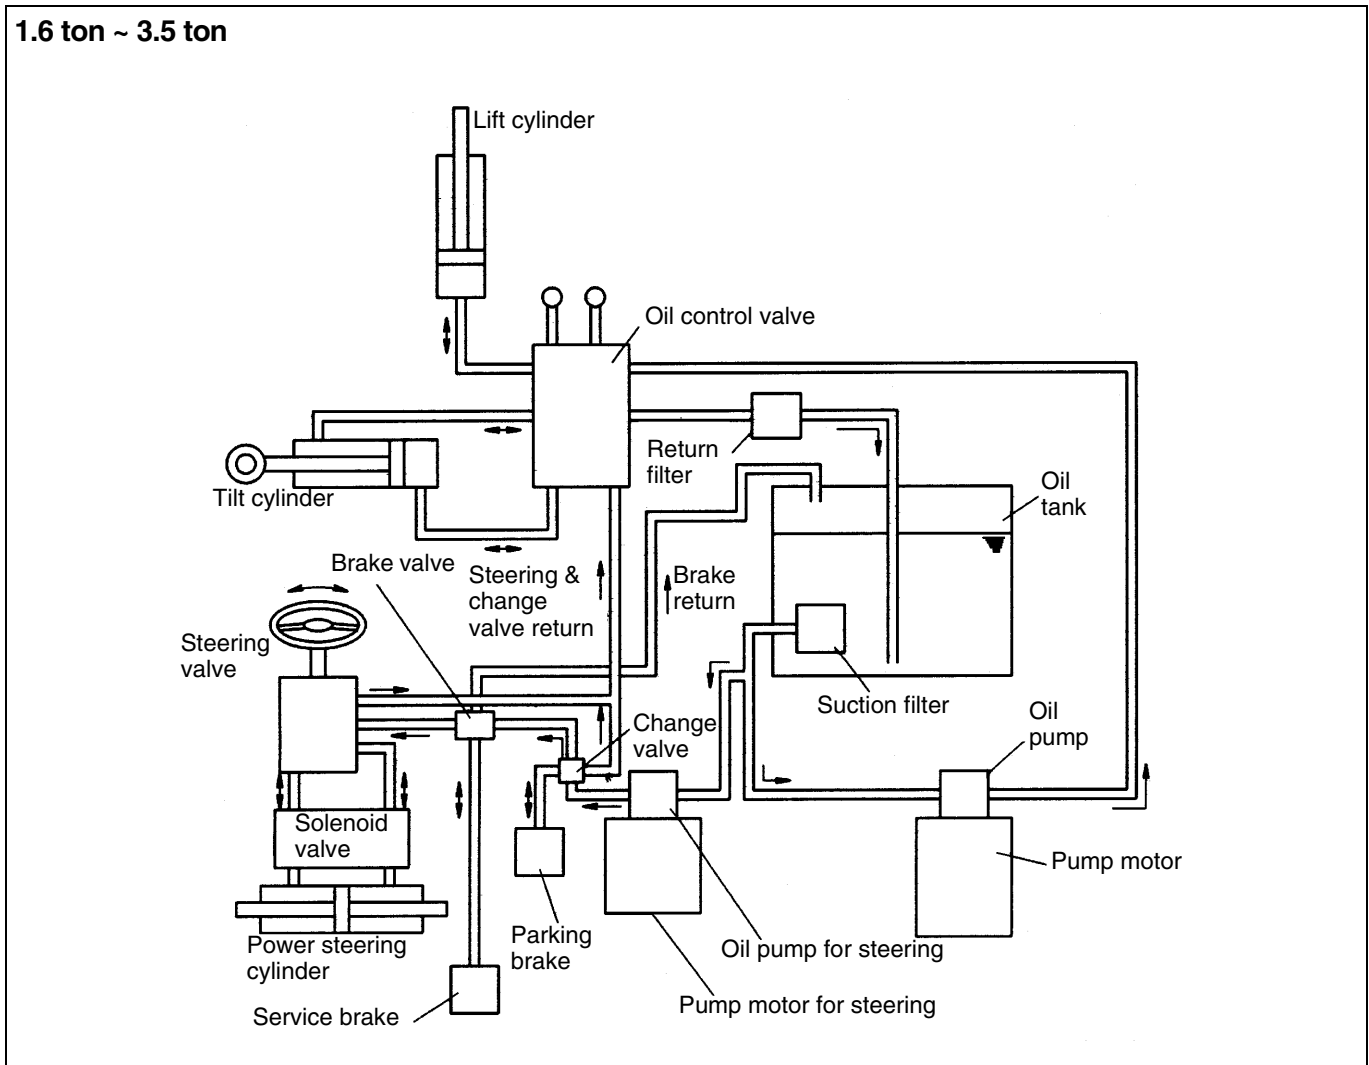 1.6 ton ~ 3.5 ton
Lift cylinder
Oil control valve
Return
filter
Oil
tank
Tilt cylinder
Brake valve
Steering &
change
valve return
Brake
return
Steering
valve
Suction filter
Change
valve
Oil
pump
Solenoid
valve
Pump motor
Power steering
cylinder
Parking
brake
Oil pump for steering
Service brake
Pump motor for steering